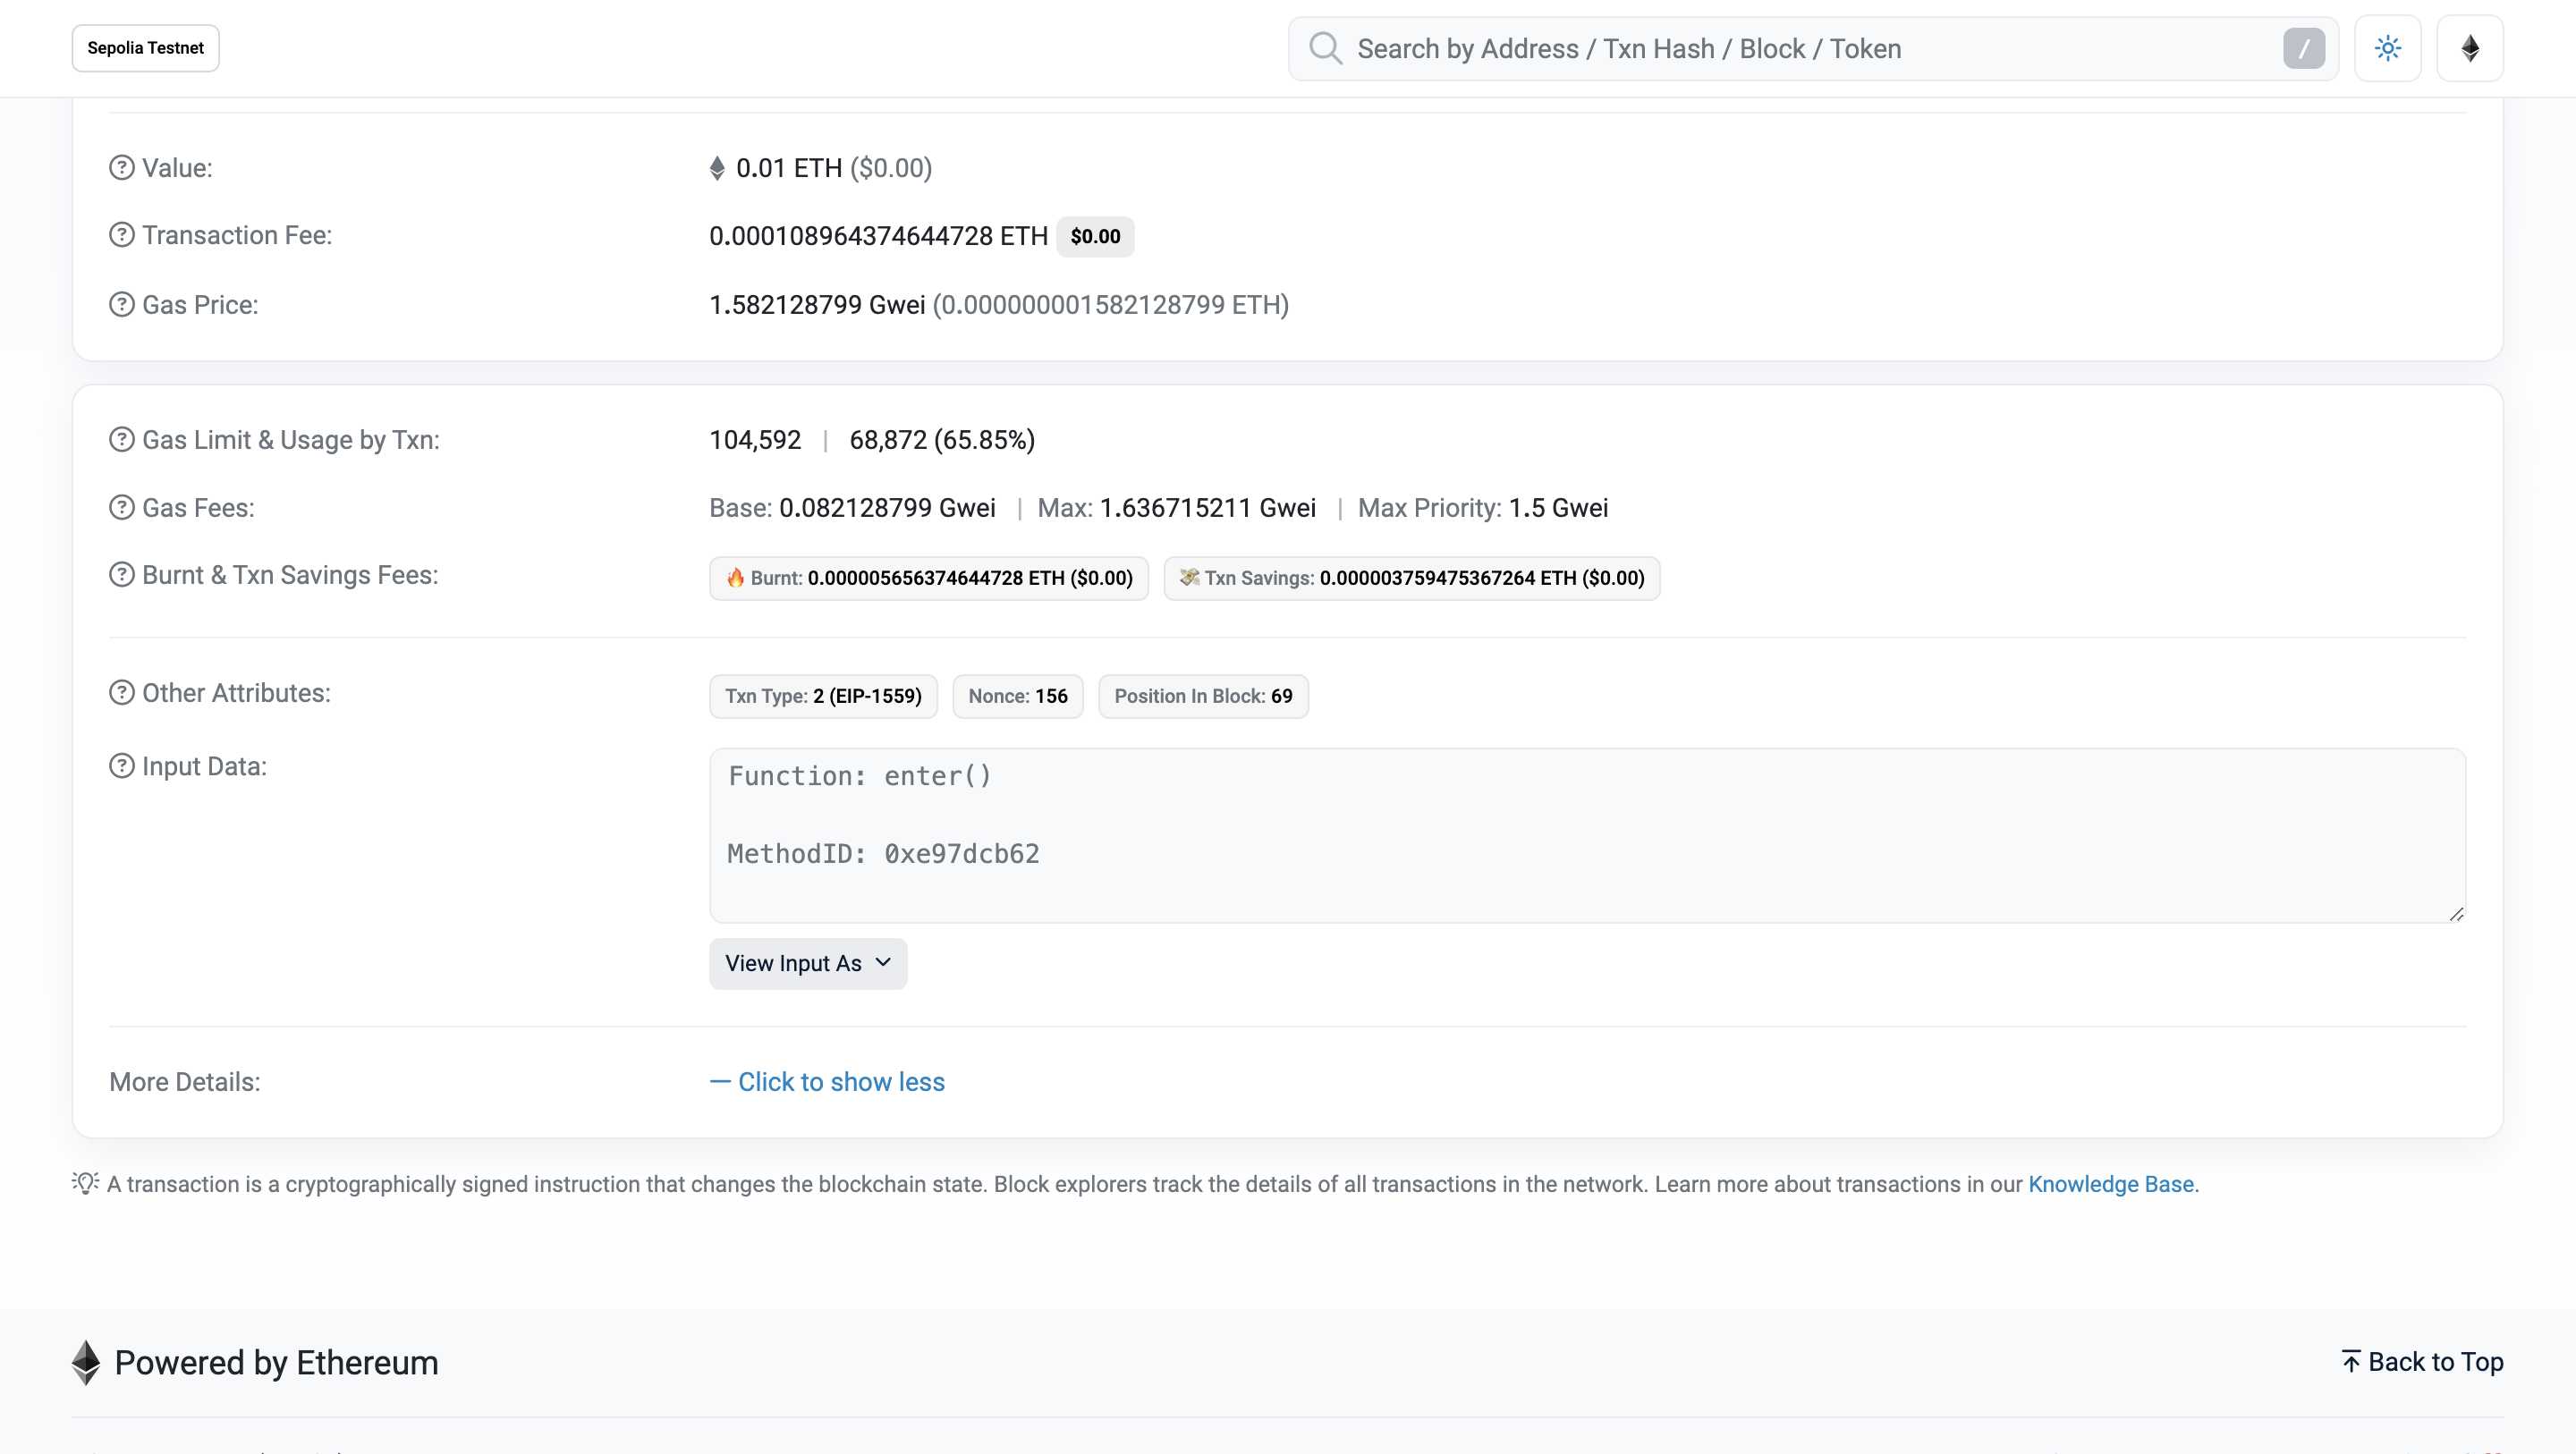 Sepolia Testnet
Search by Address / Txn Hash / Block / Token /
Value: 0.01 ETH ($0.00)
Transaction Fee: 0.000108964374644728 ETH $0.00
Gas Price: 1.582128799 Gwei (0.000000001582128799 ETH)
Gas Limit & Usage by Txn: 104,592 | 68,872 (65.85%)
Gas Fees: Base: 0.082128799 Gwei | Max: 1.636715211 Gwei | Max Priority: 1.5 Gwei
Burnt & Txn Savings Fees: Burnt: 0.000005656374644728 ETH ($0.00) Txn Savings: 0.000003759475367264 ETH ($0.00)
Other Attributes: Txn Type: 2 (EIP-1559) Nonce: 156 Position In Block: 69
Input Data: Function: enter()
MethodID: 0xe97dcb62
View Input As
More Details: — Click to show less
A transaction is a cryptographically signed instruction that changes the blockchain state. Block explorers track the details of all transactions in the network. Learn more about transactions in our Knowledge Base.
Powered by Ethereum Back to Top